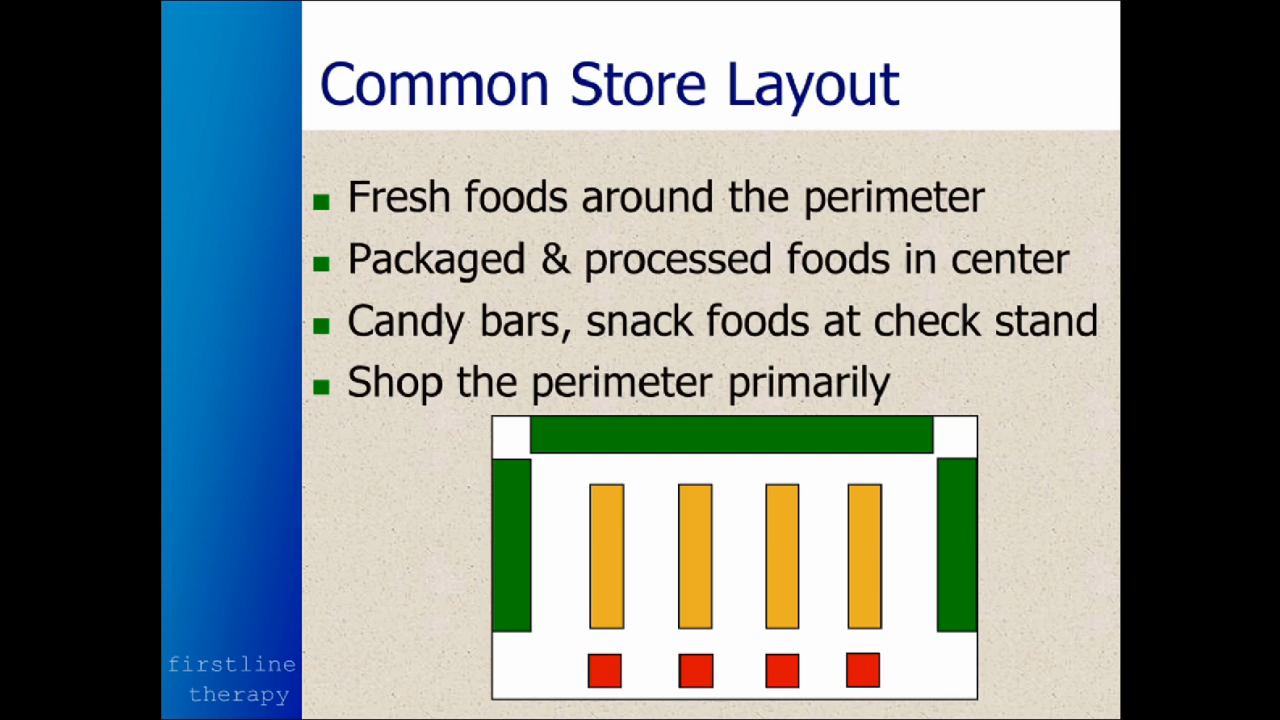 Common Store Layout
Fresh foods around the perimeter
Packaged & processed foods in center
Candy bars, snack foods at check stand
Shop the perimeter primarily
firstline
therapy